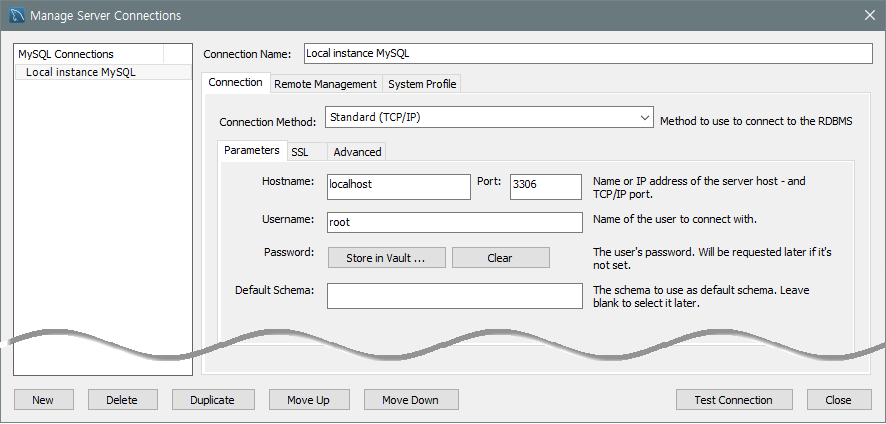 Manage Server Connections
MySQL Connections
Local instance MySQL
Connection Name:
Local instance MySQL
Connection
Remote Management
System Profile
Connection Method:
Standard (TCP/IP)
Method to use to connect to the RDBMS
Parameters
SSL
Advanced
Hostname:
localhost
Port:
3306
Name or IP address of the server host - and
TCP/IP port.
Username:
root
Name of the user to connect with.
Password:
Store in Vault ...
Clear
The user's password. Will be requested later if it's
not set.
Default Schema:
The schema to use as default schema. Leave
blank to select it later.
New
Delete
Duplicate
Move Up
Move Down
Test Connection
Close